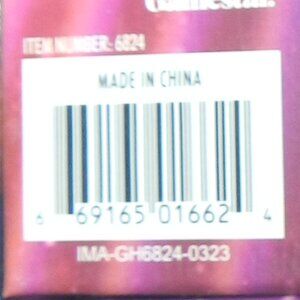 ITEM NUMBER: 6824
MADE IN CHINA
6 69165 01662 4
IMA-GH6824-0323